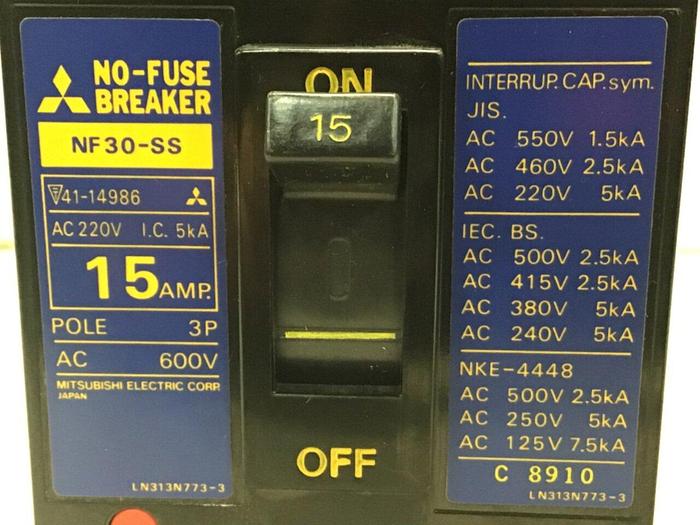 NO-FUSE
BREAKER
NF30-SS
41-14986
AC 220V I.C. 5kA
15 AMP.
POLE 3P
AC 600V
MITSUBISHI ELECTRIC CORP.
JAPAN
LN313N773-3
ON
15
OFF
INTERRUP. CAP. sym.
JIS.
AC 550V 1.5kA
AC 460V 2.5kA
AC 220V 5kA
IEC. BS.
AC 500V 2.5kA
AC 415V 2.5kA
AC 380V 5kA
AC 240V 5kA
NKE-4448
AC 500V 2.5kA
AC 250V 5kA
AC 125V 7.5kA
C 8910
LN313N773-3